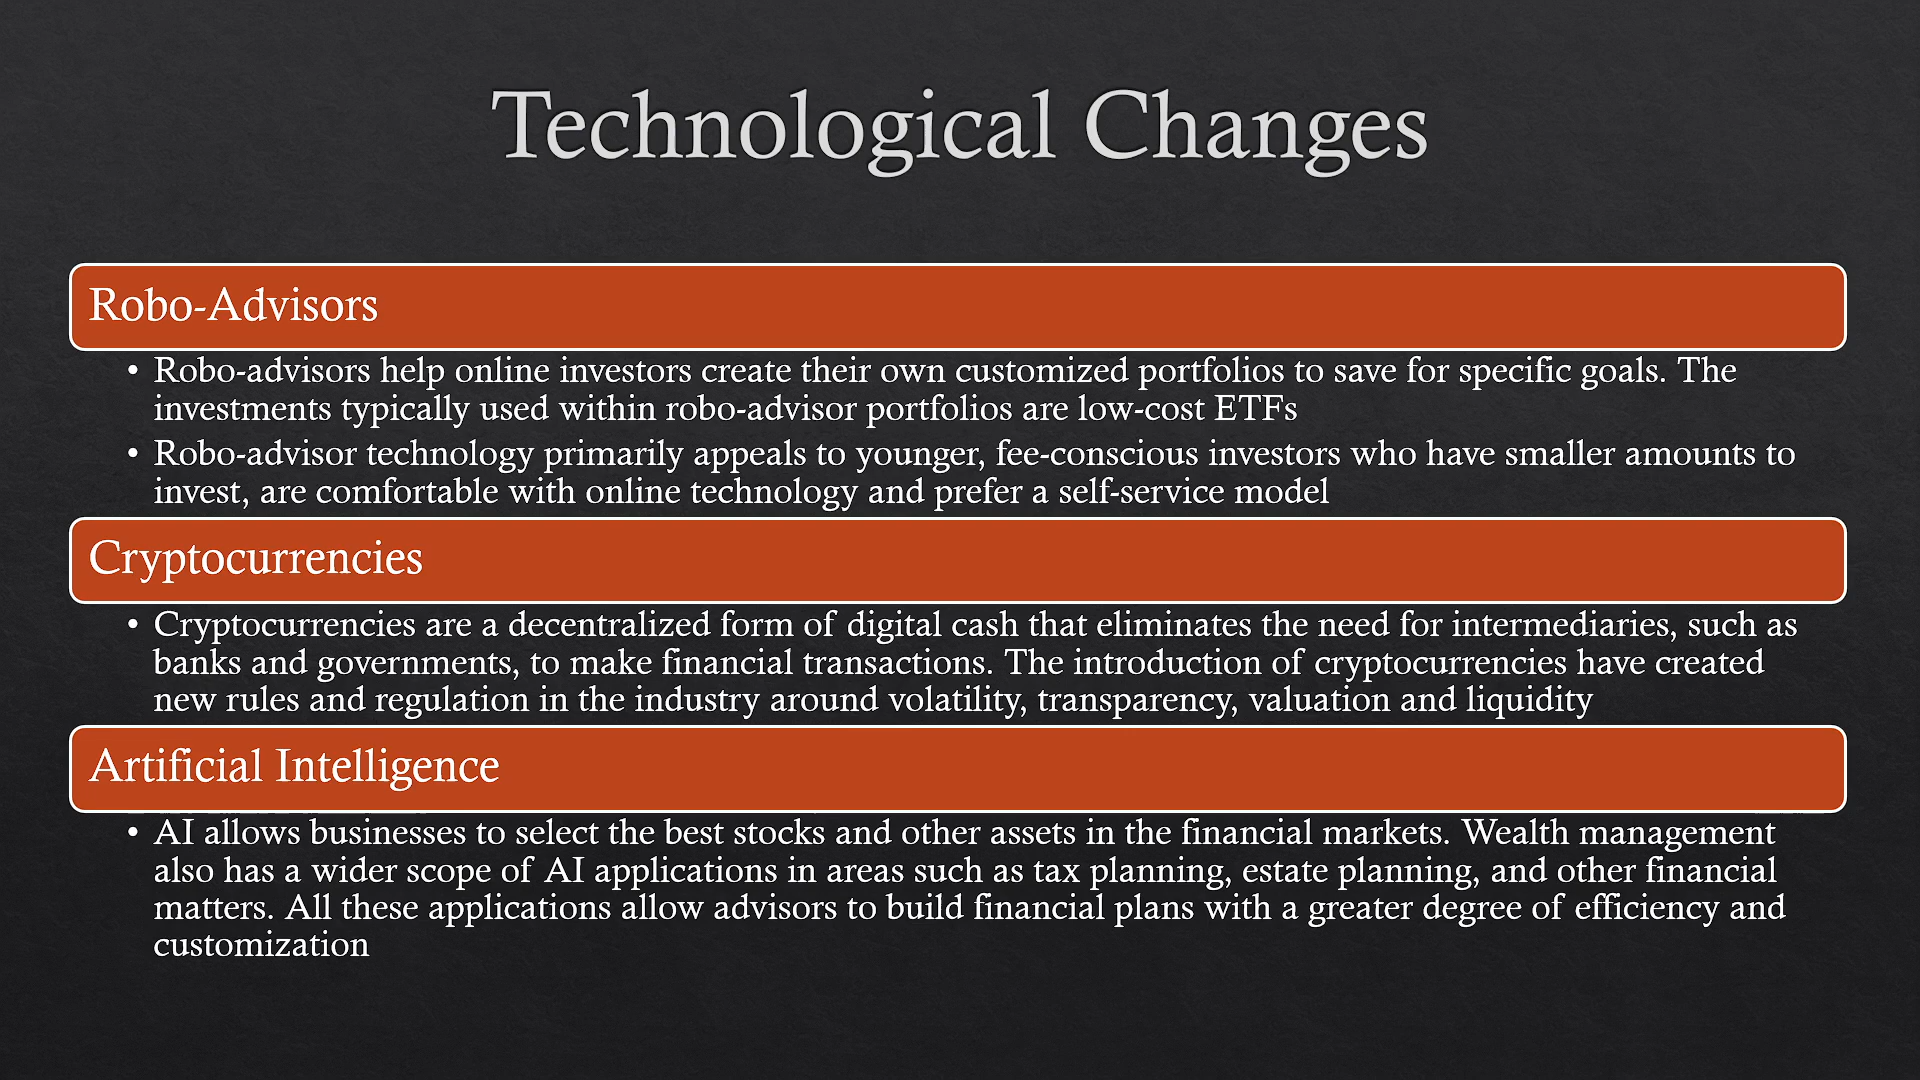 Technological Changes
Robo-Advisors
• Robo-advisors help online investors create their own customized portfolios to save for specific goals. The
investments typically used within robo-advisor portfolios are low-cost ETFs
• Robo-advisor technology primarily appeals to younger, fee-conscious investors who have smaller amounts to
invest, are comfortable with online technology and prefer a self-service model
Cryptocurrencies
• Cryptocurrencies are a decentralized form of digital cash that eliminates the need for intermediaries, such as
banks and governments, to make financial transactions. The introduction of cryptocurrencies have created
new rules and regulation in the industry around volatility, transparency, valuation and liquidity
Artificial Intelligence
• AI allows businesses to select the best stocks and other assets in the financial markets. Wealth management
also has a wider scope of AI applications in areas such as tax planning, estate planning, and other financial
matters. All these applications allow advisors to build financial plans with a greater degree of efficiency and
customization